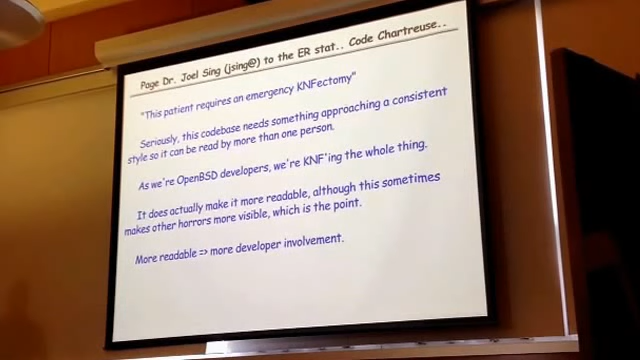 Page Dr. Joel Sing (jsing@) to the ER stat.. Code Chartreuse..
"This patient requires an emergency KNFectomy"
Seriously, this codebase needs something approaching a consistent
style so it can be read by more than one person.
As we're OpenBSD developers, we're KNF'ing the whole thing.
It does actually make it more readable, although this sometimes
makes other horrors more visible, which is the point.
More readable => more developer involvement.